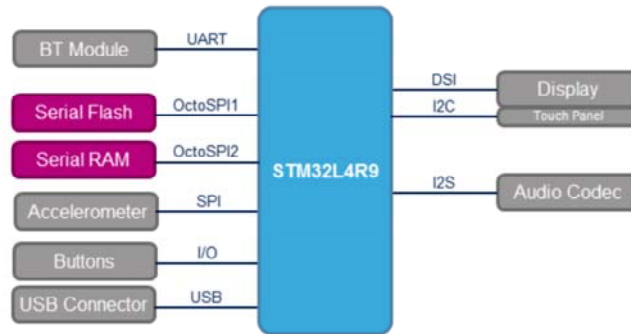 BT Module
UART
Serial Flash
OctoSPI1
Serial RAM
OctoSPI2
Accelerometer
SPI
Buttons
I/O
USB Connector
USB
STM32L4R9
DSI
Display
I2C
Touch Panel
I2S
Audio Codec